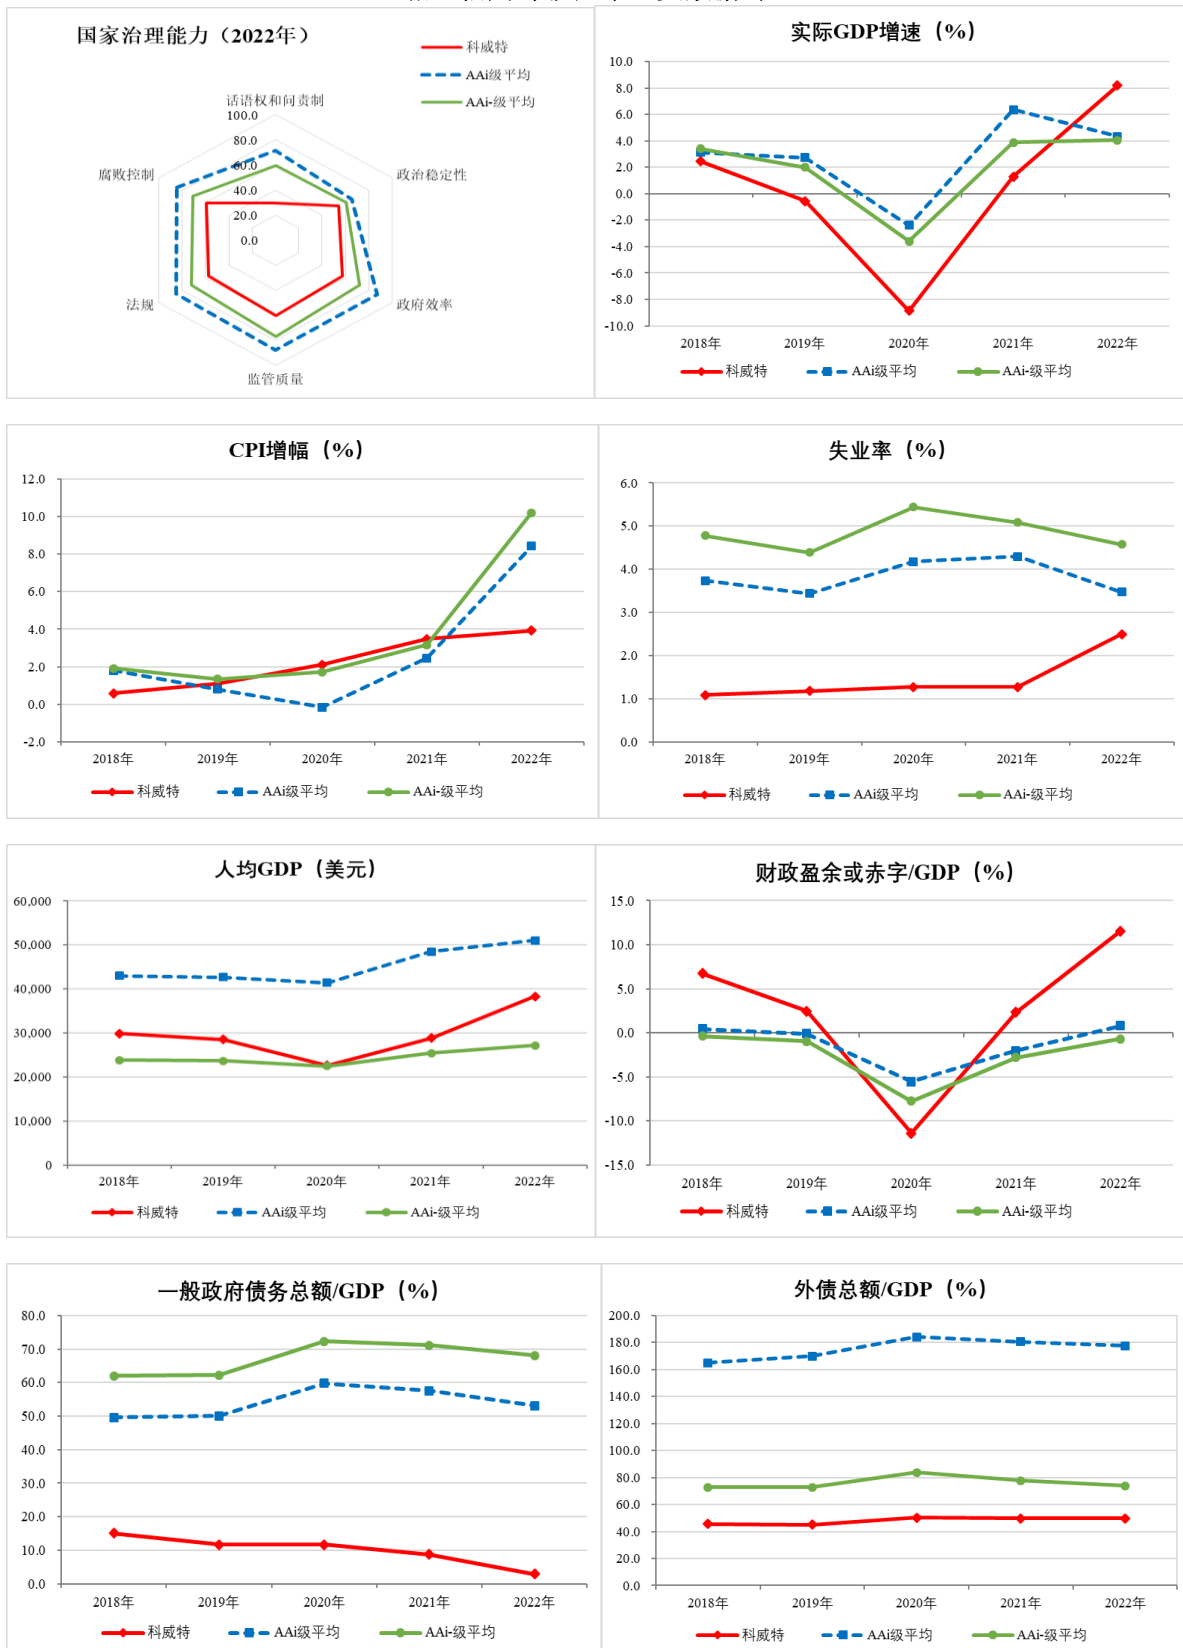 国家治理能力（2022年）
科威特
AAi级平均
AAi-级平均
话语权和问责制
政治稳定性
政府效率
监管质量
法规
腐败控制
100.0
80.0
60.0
40.0
20.0
0.0
实际GDP增速（%）
10.0
8.0
6.0
4.0
2.0
0.0
-2.0
-4.0
-6.0
-8.0
-10.0
2018年 2019年 2020年 2021年 2022年
科威特 AAi级平均 AAi-级平均
CPI增幅（%）
12.0
10.0
8.0
6.0
4.0
2.0
0.0
-2.0
2018年 2019年 2020年 2021年 2022年
科威特 AAi级平均 AAi-级平均
失业率（%）
6.0
5.0
4.0
3.0
2.0
1.0
0.0
2018年 2019年 2020年 2021年 2022年
科威特 AAi级平均 AAi-级平均
人均GDP（美元）
60,000
50,000
40,000
30,000
20,000
10,000
0
2018年 2019年 2020年 2021年 2022年
科威特 AAi级平均 AAi-级平均
财政盈余或赤字/GDP（%）
15.0
10.0
5.0
0.0
-5.0
-10.0
-15.0
2018年 2019年 2020年 2021年 2022年
科威特 AAi级平均 AAi-级平均
一般政府债务总额/GDP（%）
80.0
70.0
60.0
50.0
40.0
30.0
20.0
10.0
0.0
2018年 2019年 2020年 2021年 2022年
科威特 AAi级平均 AAi-级平均
外债总额/GDP（%）
200.0
180.0
160.0
140.0
120.0
100.0
80.0
60.0
40.0
20.0
0.0
2018年 2019年 2020年 2021年 2022年
科威特 AAi级平均 AAi-级平均